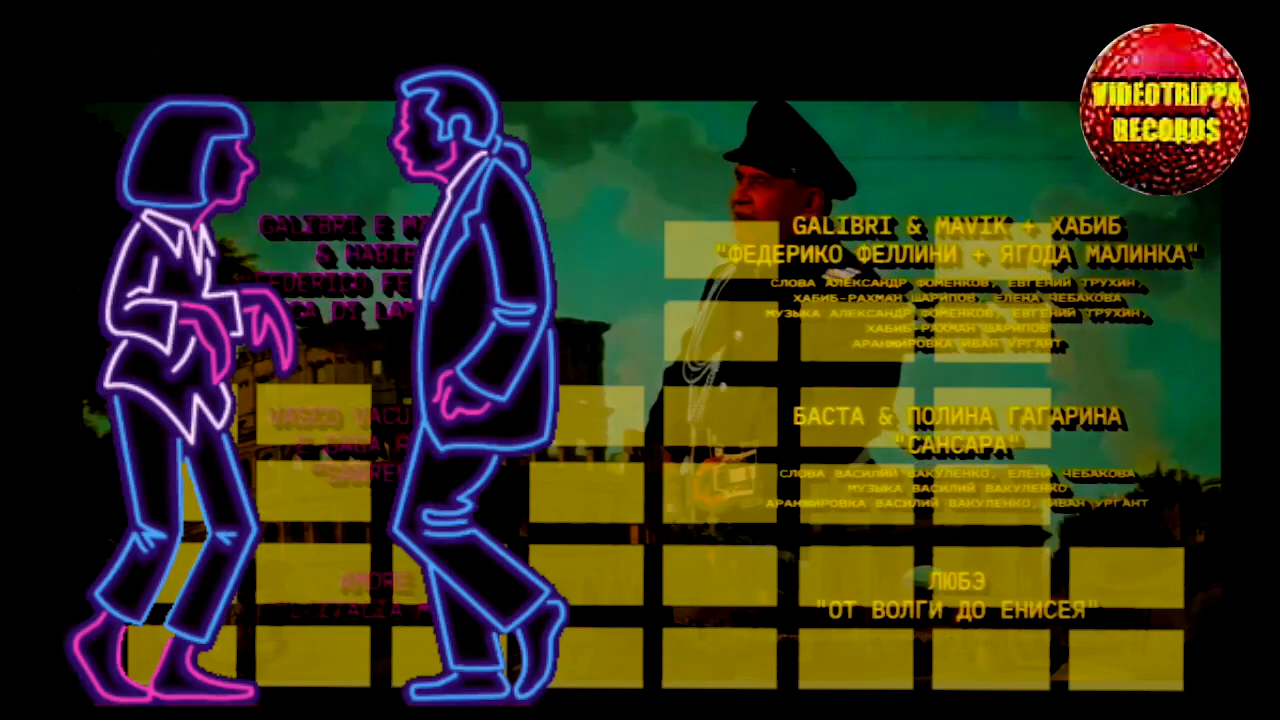 VIDEOTRIPPA
RECORDS
GALIBRI & MAVIK + ХАБИБ
"ФЕДЕРИКО ФЕЛЛИНИ + ЯГОДА МАЛИНКА"
СЛОВА АЛЕКСАНДР ФОМЕНКОВ, ЕВГЕНИЙ ТРУХИН,
ХАБИБ-РАХМАН ШАРИПОВ, ЕЛЕНА ЧЕБАКОВА
МУЗЫКА АЛЕКСАНДР ФОМЕНКОВ, ЕВГЕНИЙ ТРУХИН,
ХАБИБ-РАХМАН ШАРИПОВ
АРАНЖИРОВКА ИВАН УРГАНТ
БАСТА & ПОЛИНА ГАГАРИНА
"САНСАРА"
СЛОВА ВАСИЛИЙ ВАКУЛЕНКО, ЕЛЕНА ЧЕБАКОВА
МУЗЫКА ВАСИЛИЙ ВАКУЛЕНКО
АРАНЖИРОВКА ВАСИЛИЙ ВАКУЛЕНКО, ИВАН УРГАНТ
ЛЮБЭ
"ОТ ВОЛГИ ДО ЕНИСЕЯ"
GALIBRI E
VASCO